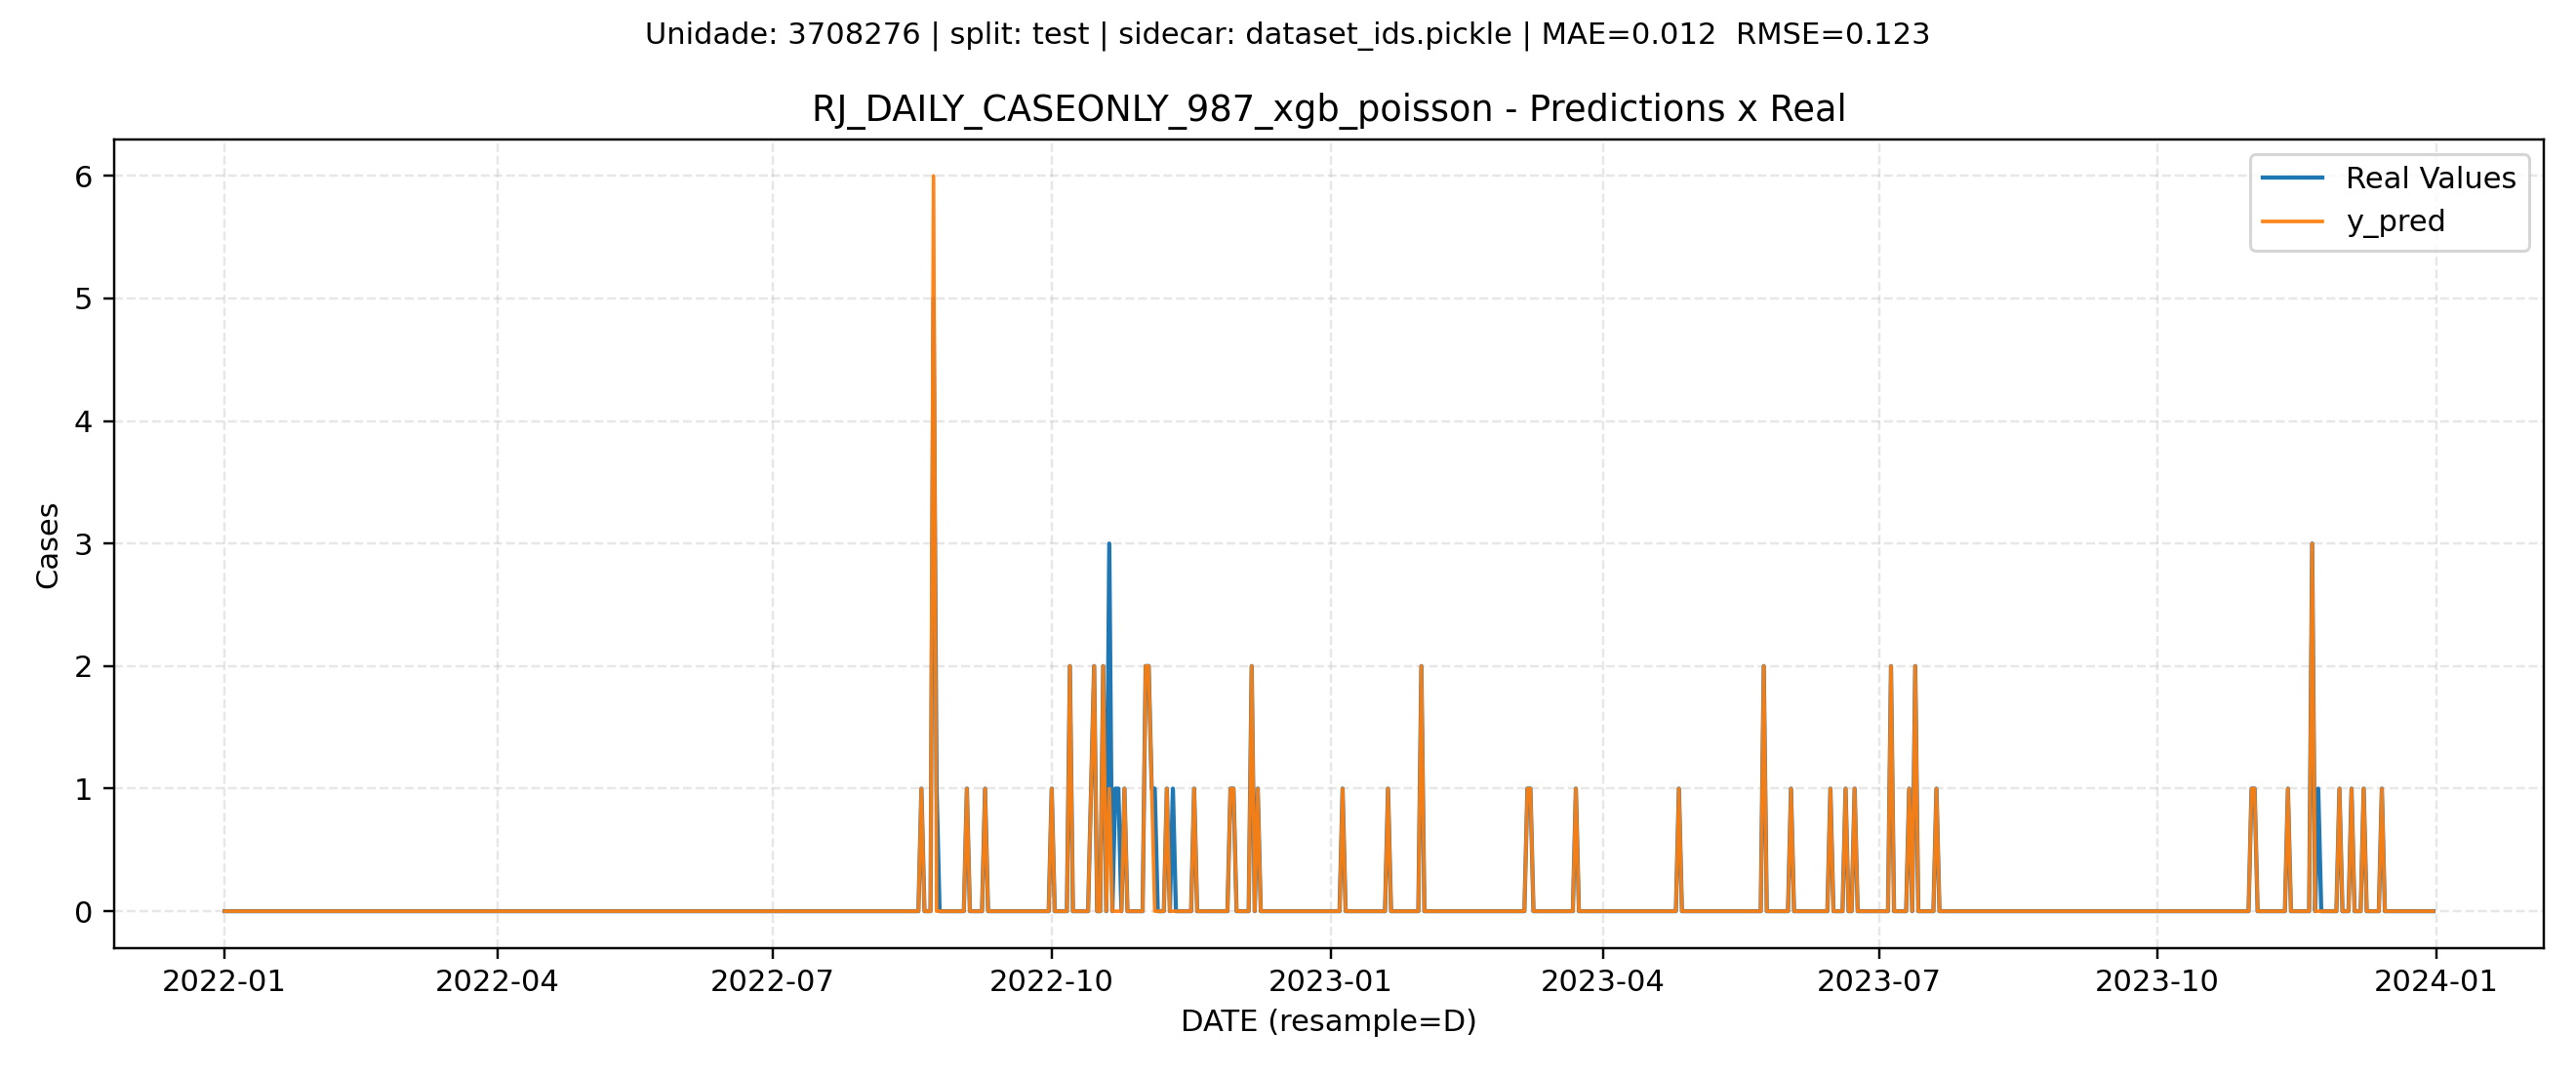 Unidade: 3708276 | split: test | sidecar: dataset_ids.pickle | MAE=0.012  RMSE=0.123
RJ_DAILY_CASEONLY_987_xgb_poisson - Predictions x Real
Real Values
y_pred
Cases
6
5
4
3
2
1
0
2022-01
2022-04
2022-07
2022-10
2023-01
2023-04
2023-07
2023-10
2024-01
DATE (resample=D)